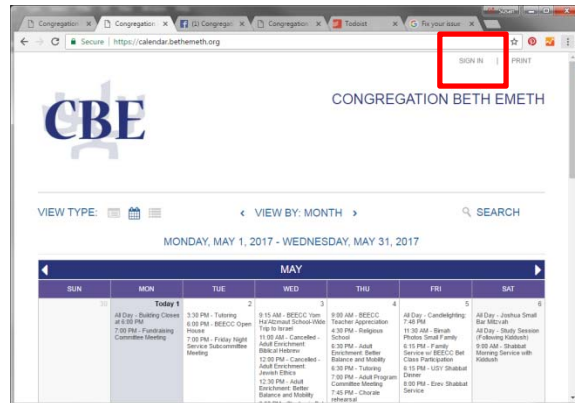 Congregation
Congregation
(1) Congregat
Congregation
Todoist
Fix your issue
Secure | https://calendar.bethemeth.org
SIGN IN | PRINT
CBE
CONGREGATION BETH EMETH
VIEW TYPE:
‹ VIEW BY: MONTH ›
SEARCH
MONDAY, MAY 1, 2017 - WEDNESDAY, MAY 31, 2017
MAY
SUN MON TUE WED THU FRI SAT
30
Today 1
All Day - Building Closes
at 6:00 PM
7:00 PM - Fundraising
Committee Meeting
2
3:30 PM - Tutoring
6:00 PM - BEECC Open
House
7:00 PM - Friday Night
Service Subcommittee
Meeting
3
9:15 AM - BEECC Yom
Ha'Atzmaut School-Wide
Trip to Israel
11:00 AM - Cancelled -
Adult Enrichment:
Biblical Hebrew
12:00 PM - Cancelled -
Adult Enrichment:
Jewish Ethics
12:30 PM - Adult
Enrichment: Better
Balance and Mobility
4
9:00 AM - BEECC
Teacher Appreciation
4:30 PM - Religious
School
6:30 PM - Adult
Enrichment: Better
Balance and Mobility
7:00 PM - Adult Program
Committee Meeting
7:45 PM - Chorale
rehearsal
5
All Day - Candlelighting:
7:48 PM
11:30 AM - Bimah
Photos Small Family
6:15 PM - Family
Service w/ BEECC Bet
Class Participation
6:15 PM - USY Shabbat
Dinner
8:00 PM - Erev Shabbat
Service
6
All Day - Joshua Small
Bar Mitzvah
All Day - Study Session
(Following Kiddush)
9:00 AM - Shabbat
Morning Service with
Kiddush